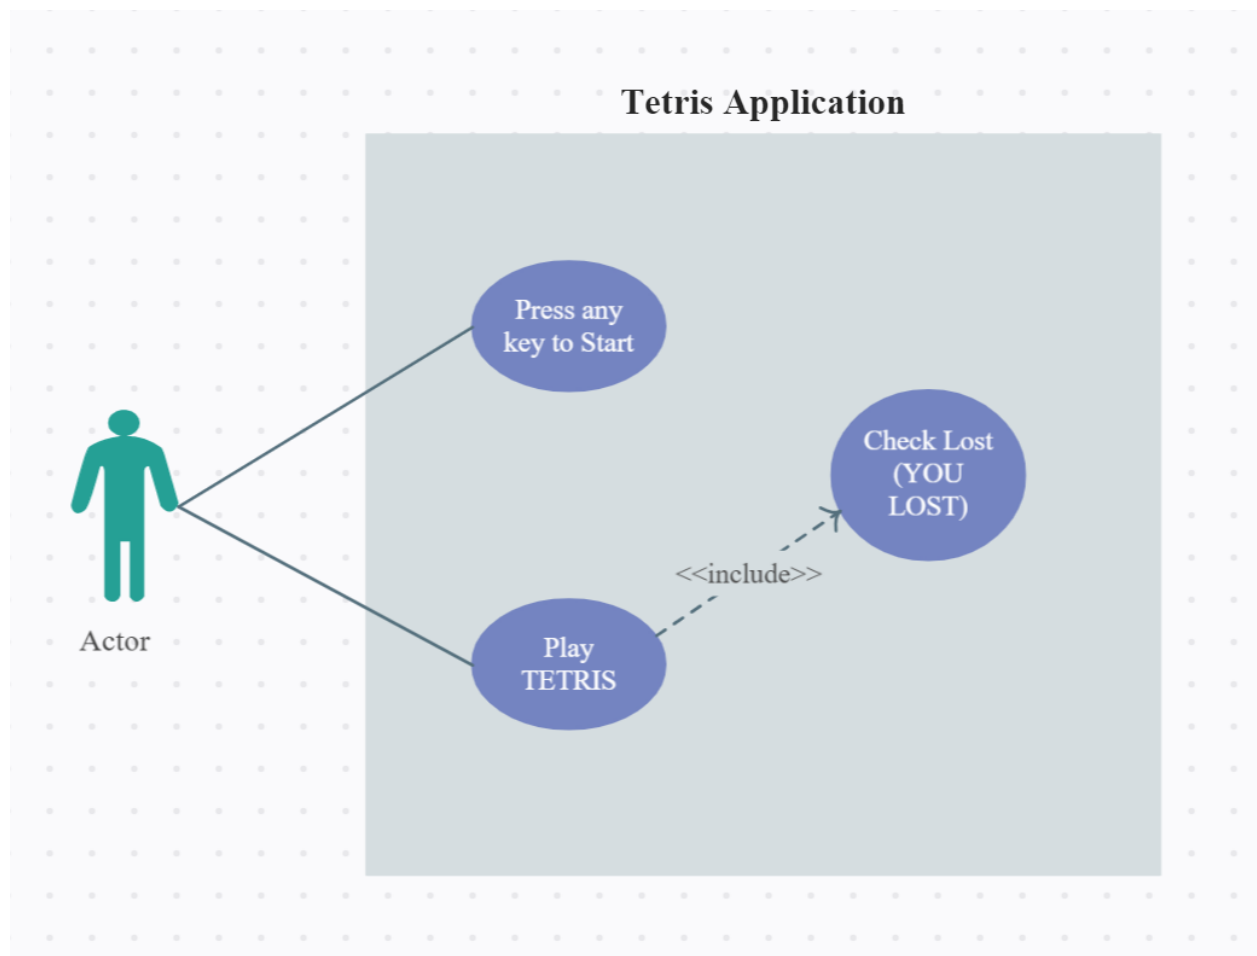 Tetris Application
Press any
key to Start
Check Lost
(YOU
LOST)
<<include>>
Play
TETRIS
Actor